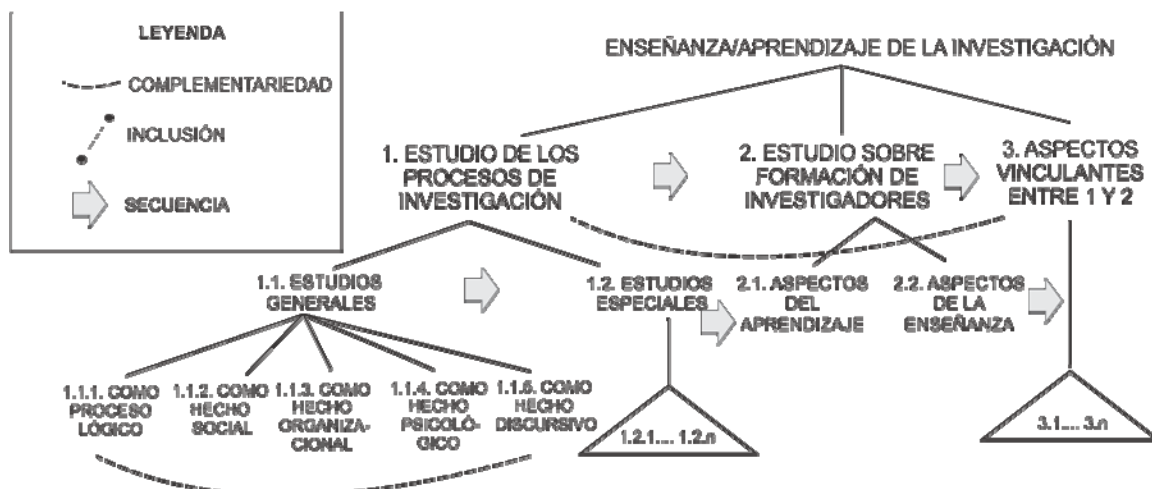 LEYENDA
COMPLEMENTARIEDAD
INCLUSIÓN
SECUENCIA
ENSEÑANZA/APRENDIZAJE DE LA INVESTIGACIÓN
1. ESTUDIO DE LOS
PROCESOS DE
INVESTIGACIÓN
2. ESTUDIO SOBRE
FORMACIÓN DE
INVESTIGADORES
3. ASPECTOS
VINCULANTES
ENTRE 1 Y 2
1.1. ESTUDIOS
GENERALES
1.2. ESTUDIOS
ESPECIALES
2.1. ASPECTOS
DEL
APRENDIZAJE
2.2. ASPECTOS
DE LA
ENSEÑANZA
1.1.1. COMO
PROCESO
LÓGICO
1.1.2. COMO
HECHO
SOCIAL
1.1.3. COMO
HECHO
ORGANIZA-
CIONAL
1.1.4. COMO
HECHO
PSICOLÓ-
GICO
1.1.5. COMO
HECHO
DISCURSIVO
1.2.1.... 1.2.n
3.1.... 3.n